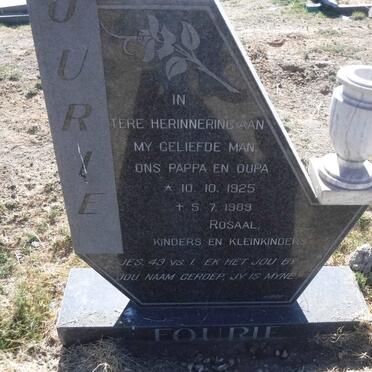 OURIE
IN
TERE HERINNERING AAN
MY GELIEFDE MAN
ONS PAPPA EN OUPA
* 10. 10. 1925
+ 5. 7. 1989
ROSAAL,
KINDERS EN KLEINKINDERS
JES. 43 vs. 1. EK HET JOU BY
JOU NAAM GEROEP, JY IS MYNE
FOURIE